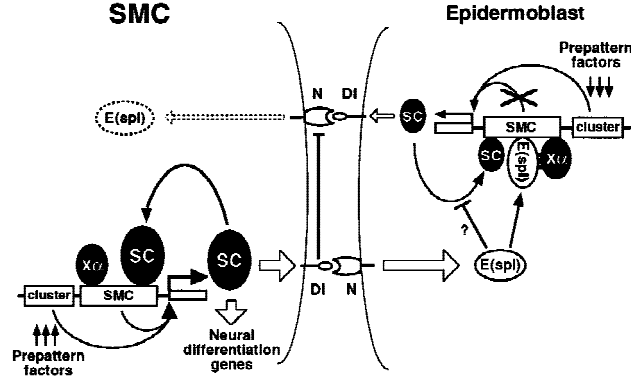 SMC
Epidermoblast
Prepattern
factors
N
Dl
E(spl)
SC
SMC
cluster
SC
E(spl)
Xα
?
SC
Xα
SC
E(spl)
cluster
SMC
Dl
N
Prepattern
factors
Neural
differentiation
genes